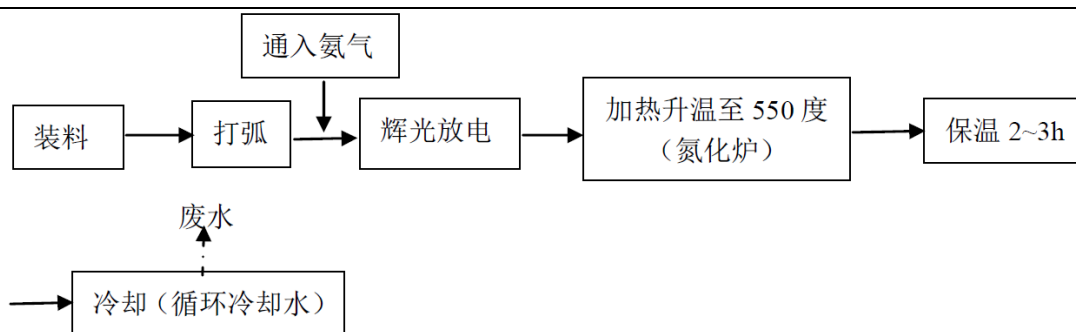 通入氨气
装料
打弧
辉光放电
加热升温至 550 度
（氮化炉）
保温 2~3h
废水
冷却（循环冷却水）